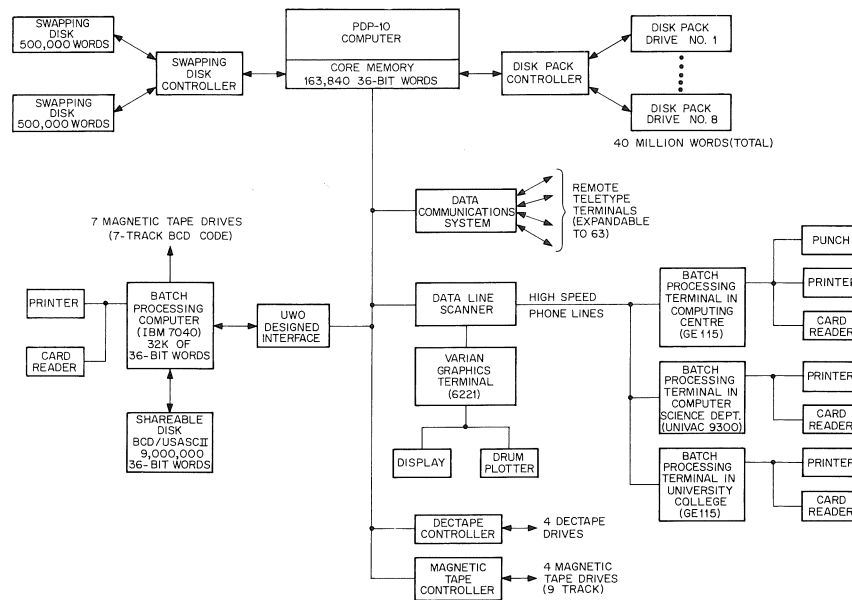 SWAPPING
DISK
500,000 WORDS
SWAPPING
DISK
500,000 WORDS
SWAPPING
DISK
CONTROLLER
PDP-10
COMPUTER
CORE MEMORY
163,840 36-BIT WORDS
DISK PACK
CONTROLLER
DISK PACK
DRIVE NO. 1
DISK PACK
DRIVE NO. 8
40 MILLION WORDS(TOTAL)
DATA
COMMUNICATIONS
SYSTEM
REMOTE
TELETYPE
TERMINALS
(EXPANDABLE
TO 63)
7 MAGNETIC TAPE DRIVES
(7-TRACK BCD CODE)
PRINTER
CARD
READER
BATCH
PROCESSING
COMPUTER
(IBM 7040)
32K OF
36-BIT WORDS
UWO
DESIGNED
INTERFACE
SHAREABLE
DISK
BCD/USASCII
9,000,000
36-BIT WORDS
DATA LINE
SCANNER
HIGH SPEED
PHONE LINES
VARIAN
GRAPHICS
TERMINAL
(6221)
DISPLAY
DRUM
PLOTTER
BATCH
PROCESSING
TERMINAL IN
COMPUTING
CENTRE
(GE 115)
PUNCH
PRINTER
CARD
READER
BATCH
PROCESSING
TERMINAL IN
COMPUTER
SCIENCE DEPT.
(UNIVAC 9300)
PRINTER
CARD
READER
BATCH
PROCESSING
TERMINAL IN
UNIVERSITY
COLLEGE
(GE115)
PRINTER
CARD
READER
DECTAPE
CONTROLLER
4 DECTAPE
DRIVES
MAGNETIC
TAPE
CONTROLLER
4 MAGNETIC
TAPE DRIVES
(9 TRACK)